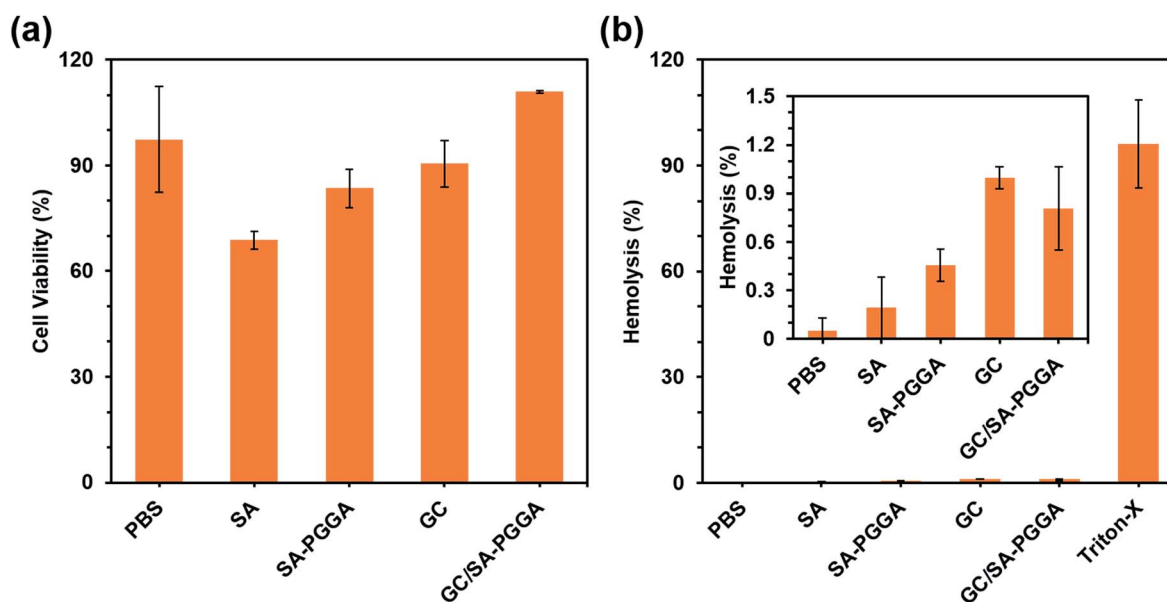 (a)
120
90
60
30
0
Cell Viability (%)
PBS
SA
SA-PGGA
GC
GC/SA-PGGA
(b)
120
90
60
30
0
Hemolysis (%)
1.5
1.2
0.9
0.6
0.3
0
Hemolysis (%)
PBS
SA
SA-PGGA
GC
GC/SA-PGGA
PBS
SA
SA-PGGA
GC
GC/SA-PGGA
Triton-X